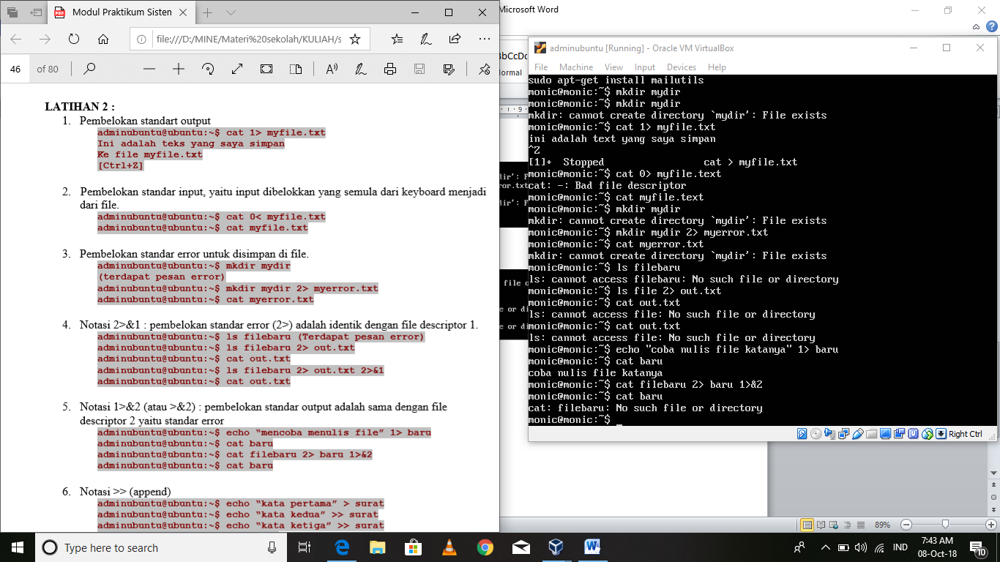 Modul Praktikum Sisten
Microsoft Word
file:///D:/MINE/Materi%20sekolah/KULIAH/s
46 of 80
LATIHAN 2 :
1. Pembelokan standart output
adminubuntu@ubuntu:~$ cat 1> myfile.txt
Ini adalah teks yang saya simpan
Ke file myfile.txt
[Ctrl+Z]
2. Pembelokan standar input, yaitu input dibelokkan yang semula dari keyboard menjadi
dari file.
adminubuntu@ubuntu:~$ cat 0< myfile.txt
adminubuntu@ubuntu:~$ cat myfile.txt
3. Pembelokan standar error untuk disimpan di file.
adminubuntu@ubuntu:~$ mkdir mydir
(terdapat pesan error)
adminubuntu@ubuntu:~$ mkdir mydir 2> myerror.txt
adminubuntu@ubuntu:~$ cat myerror.txt
4. Notasi 2>&1 : pembelokan standar error (2>) adalah identik dengan file descriptor 1.
adminubuntu@ubuntu:~$ ls filebaru (Terdapat pesan error)
adminubuntu@ubuntu:~$ ls filebaru 2> out.txt
adminubuntu@ubuntu:~$ cat out.txt
adminubuntu@ubuntu:~$ ls filebaru 2> out.txt 2>&1
adminubuntu@ubuntu:~$ cat out.txt
5. Notasi 1>&2 (atau >&2) : pembelokan standar output adalah sama dengan file
descriptor 2 yaitu standar error
adminubuntu@ubuntu:~$ echo “mencoba menulis file” 1> baru
adminubuntu@ubuntu:~$ cat baru
adminubuntu@ubuntu:~$ cat filebaru 2> baru 1>&2
adminubuntu@ubuntu:~$ cat baru
6. Notasi >> (append)
adminubuntu@ubuntu:~$ echo “kata pertama” > surat
adminubuntu@ubuntu:~$ echo “kata kedua” >> surat
adminubuntu@ubuntu:~$ echo “kata ketiga” >> surat
adminubuntu [Running] - Oracle VM VirtualBox
File Machine View Input Devices Help
sudo apt-get install mailutils
monic@monic:~$ mkdir mydir
monic@monic:~$ mkdir mydir
mkdir: cannot create directory `mydir': File exists
monic@monic:~$ cat 1> myfile.txt
ini adalah text yang saya simpan
^Z
[1]+  Stopped                 cat > myfile.txt
monic@monic:~$ cat 0> myfile.text
cat: -: Bad file descriptor
monic@monic:~$ cat myfile.text
monic@monic:~$ mkdir mydir
mkdir: cannot create directory `mydir': File exists
monic@monic:~$ mkdir mydir 2> myerror.txt
monic@monic:~$ cat myerror.txt
mkdir: cannot create directory `mydir': File exists
monic@monic:~$ ls filebaru
ls: cannot access filebaru: No such file or directory
monic@monic:~$ ls file 2> out.txt
monic@monic:~$ cat out.txt
ls: cannot access file: No such file or directory
monic@monic:~$ cat out.txt
ls: cannot access file: No such file or directory
monic@monic:~$ echo "coba nulis file katanya" 1> baru
monic@monic:~$ cat baru
coba nulis file katanya
monic@monic:~$ cat filebaru 2> baru 1>&2
monic@monic:~$ cat baru
cat: filebaru: No such file or directory
monic@monic:~$
Right Ctrl
89%
Type here to search
IND
7:43 AM
08-Oct-18
10